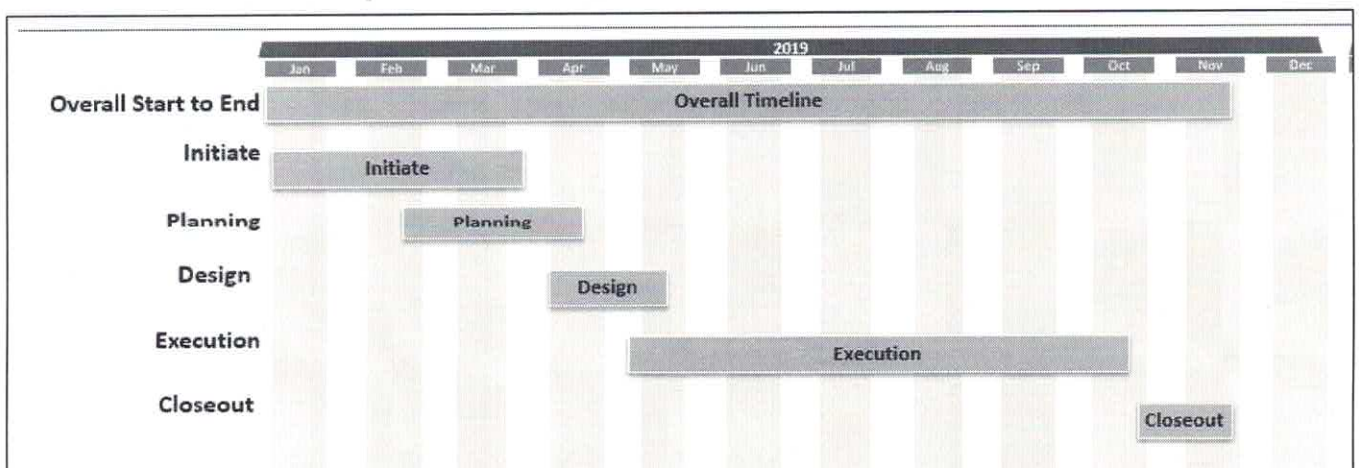 2019
Jan Feb Mar Apr May Jun Jul Aug Sep Oct Nov Dec
Overall Start to End Overall Timeline
Initiate Initiate
Planning Planning
Design Design
Execution Execution
Closeout Closeout